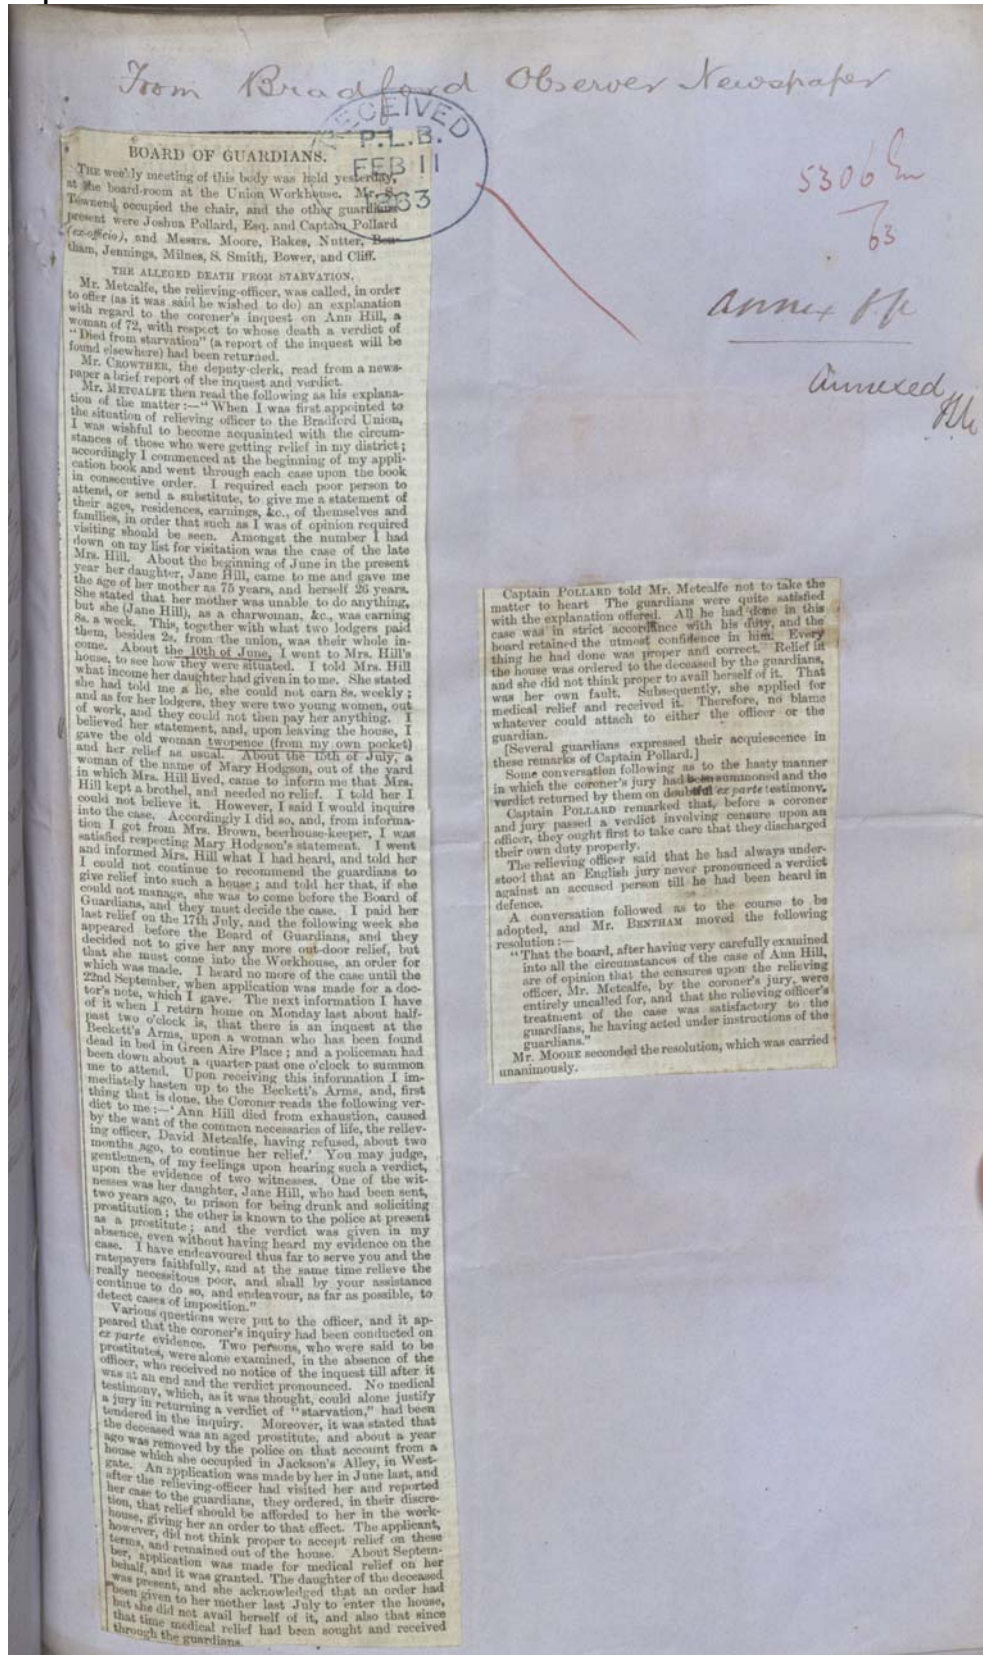 From Bradford Observer Newspaper
RECEIVED
P.L.B.
FEB 11
1863
5306
63
Annexed
BOARD OF GUARDIANS.
THE weekly meeting of this body was held yesterday,
at the board-room at the Union Workhouse. Mr. S.
Townend occupied the chair, and the other guardians
present were Joshua Pollard, Esq. and Captain Pollard
(ex-officio), and Messrs. Moore, Bakes, Nutter, Ben-
tham, Jennings, Milnes, S. Smith, Bower, and Cliff.
THE ALLEGED DEATH FROM STARVATION.
Mr. Metcalfe, the relieving-officer, was called, in order
to offer (as it was said he wished to do) an explanation
with regard to the coroner's inquest on Ann Hill, a
woman of 72, with respect to whose death a verdict of
"Died from starvation" (a report of the inquest will be
found elsewhere) had been returned.
Mr. CROWTHER, the deputy-clerk, read from a news-
paper a brief report of the inquest and verdict.
Mr. METCALFE then read the following as his explana-
tion of the matter:—"When I was first appointed to
the situation of relieving officer to the Bradford Union,
I was wishful to become acquainted with the circum-
stances of those who were getting relief in my district;
accordingly I commenced at the beginning of my appli-
cation book and went through each case upon the book
in consecutive order. I required each poor person to
attend, or send a substitute, to give me a statement of
their ages, residences, earnings, &c., of themselves and
families, in order that such as I was of opinion required
visiting should be seen. Amongst the number I had
down on my list for visitation was the case of the late
Mrs. Hill. About the beginning of June in the present
year her daughter, Jane Hill, came to me and gave me
the age of her mother as 75 years, and herself 26 years.
She stated that her mother was unable to do anything,
but she (Jane Hill), as a charwoman, &c., was earning
8s. a week. This, together with what two lodgers paid
them, besides 2s. from the union, was their whole in-
come. About the 10th of June, I went to Mrs. Hill's
house, to see how they were situated. I told Mrs. Hill
what income her daughter had given in to me. She stated
she had told me a lie, she could not earn 8s. weekly;
and as for her lodgers, they were two young women, out
of work, and they could not then pay her anything. I
believed her statement, and, upon leaving the house, I
gave the old woman twopence (from my own pocket)
and her relief as usual. About the 15th of July, a
woman of the name of Mary Hodgson, out of the yard
in which Mrs. Hill lived, came to inform me that Mrs.
Hill kept a brothel, and needed no relief. I told her I
could not believe it. However, I said I would inquire
into the case. Accordingly I did so, and, from informa-
tion I got from Mrs. Brown, beerhouse-keeper, I was
satisfied respecting Mary Hodgson's statement. I went
and informed Mrs. Hill what I had heard, and told her
I could not continue to recommend the guardians to
give relief into such a house; and told her that, if she
could not manage, she was to come before the Board of
Guardians, and they must decide the case. I paid her
last relief on the 17th July, and the following week she
appeared before the Board of Guardians, and they
decided not to give her any more out-door relief, but
that she must come into the Workhouse, an order for
which was made. I heard no more of the case until the
22nd September, when application was made for a doc-
tor's note, which I gave. The next information I have
of it when I return home on Monday last about half-
past two o'clock is, that there is an inquest at the
Beckett's Arms, upon a woman who has been found
dead in bed in Green Aire Place; and a policeman had
been down about a quarter-past one o'clock to summon
me to attend. Upon receiving this information I im-
mediately hasten up to the Beckett's Arms, and, first
thing that is done, the Coroner reads the following ver-
dict to me:—'Ann Hill died from exhaustion, caused
by the want of the common necessaries of life, the reliev-
ing officer, David Metcalfe, having refused, about two
months ago, to continue her relief.' You may judge,
gentlemen, of my feelings upon hearing such a verdict,
upon the evidence of two witnesses. One of the wit-
nesses was her daughter, Jane Hill, who had been sent,
two years ago, to prison for being drunk and soliciting
prostitution; the other is known to the police at present
as a prostitute; and the verdict was given in my
absence, even without having heard my evidence on the
case. I have endeavoured thus far to serve you and the
ratepayers faithfully, and at the same time relieve the
really necessitous poor, and shall by your assistance
continue to do so, and endeavour, as far as possible, to
detect cases of imposition."
Various questions were put to the officer, and it ap-
peared that the coroner's inquiry had been conducted on
ex parte evidence. Two persons, who were said to be
prostitutes, were alone examined, in the absence of the
officer, who received no notice of the inquest till after it
was at an end and the verdict pronounced. No medical
testimony, which, as it was thought, could alone justify
a jury in returning a verdict of "starvation," had been
tendered in the inquiry. Moreover, it was stated that
the deceased was an aged prostitute, and about a year
ago was removed by the police on that account from a
house which she occupied in Jackson's Alley, in West-
gate. An application was made by her in June last, and
after the relieving-officer had visited her and reported
her case to the guardians, they ordered, in their discre-
tion, that relief should be afforded to her in the work-
house, giving her an order to that effect. The applicant,
however, did not think proper to accept relief on these
terms, and remained out of the house. About Septem-
ber, application was made for medical relief on her
behalf, and it was granted. The daughter of the deceased
was present, and she acknowledged that an order had
been given to her mother last July to enter the house,
but she did not avail herself of it, and also that since
that time medical relief had been sought and received
through the guardians.
Captain POLLARD told Mr. Metcalfe not to take the
matter to heart The guardians were quite satisfied
with the explanation offered. All he had done in this
case was in strict accordance with his duty, and the
board retained the utmost confidence in him. Every
thing he had done was proper and correct." Relief in
the house was ordered to the deceased by the guardians,
and she did not think proper to avail herself of it. That
was her own fault. Subsequently, she applied for
medical relief and received it. Therefore, no blame
whatever could attach to either the officer or the
guardian.
[Several guardians expressed their acquiescence in
these remarks of Captain Pollard.]
Some conversation following as to the hasty manner
in which the coroner's jury had been summoned and the
verdict returned by them on doubtful ex parte testimony,
Captain POLLARD remarked that, before a coroner
and jury passed a verdict involving censure upon an
officer, they ought first to take care that they discharged
their own duty properly.
The relieving officer said that he had always under-
stood that an English jury never pronounced a verdict
against an accused person till he had been heard in
defence.
A conversation followed as to the course to be
adopted, and Mr. BENTHAM moved the following
resolution:—
"That the board, after having very carefully examined
into all the circumstances of the case of Ann Hill,
are of opinion that the censures upon the relieving
officer, Mr. Metcalfe, by the coroner's jury, were
entirely uncalled for, and that the relieving officer's
treatment of the case was satisfactory to the
guardians, he having acted under instructions of the
guardians."
Mr. MOORE seconded the resolution, which was carried
unanimously.